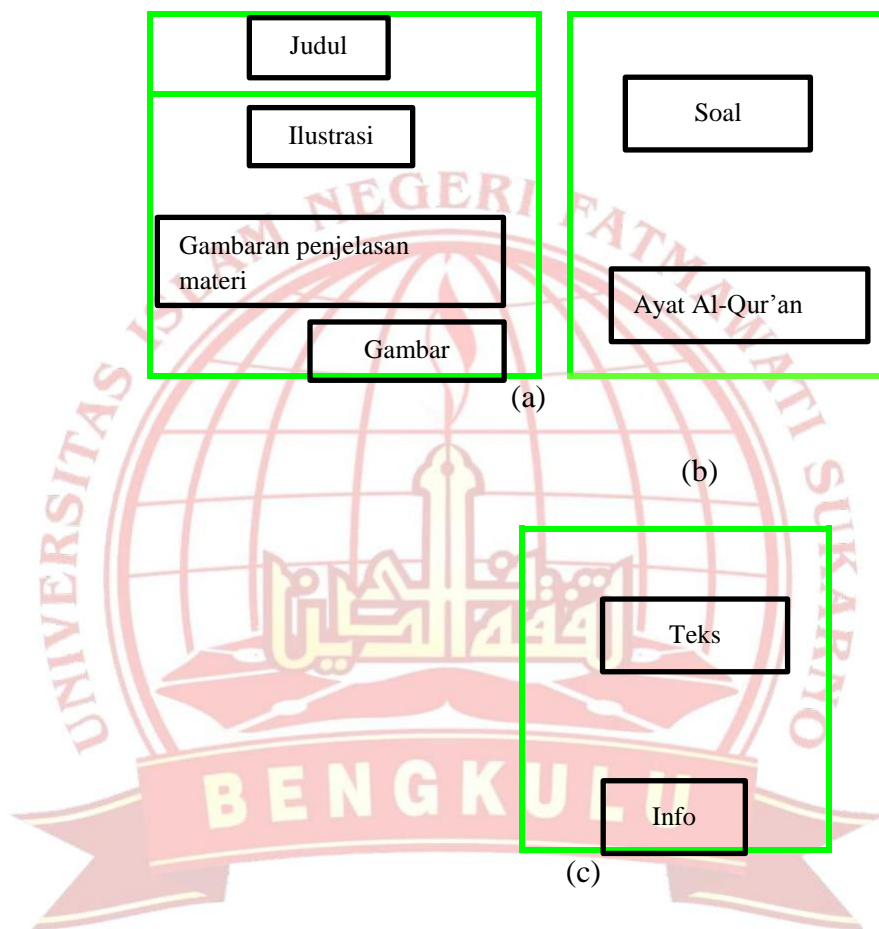 Judul
Ilustrasi
Gambaran penjelasan
materi
Gambar
(a)
Soal
Ayat Al-Qur’an
(b)
Teks
Info
(c)
UNIVERSITAS ISLAM NEGERI FATMAWATI SUKARNO
BENGKULU